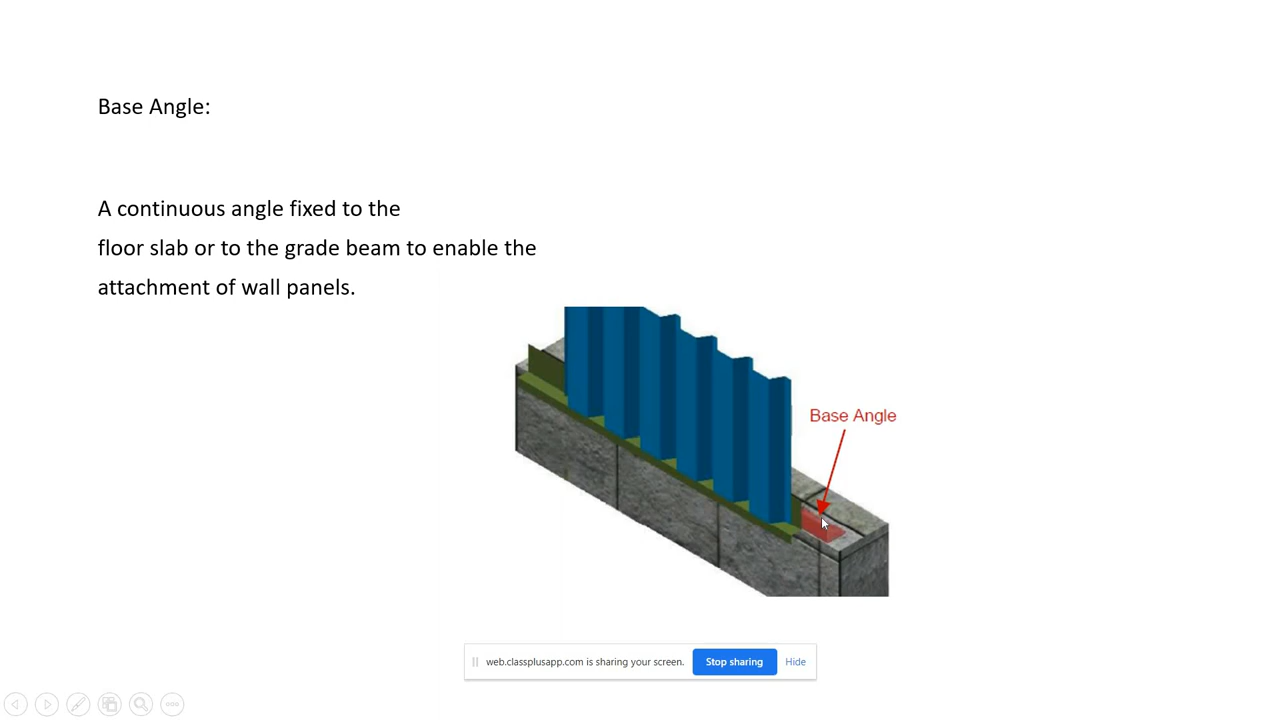 Base Angle:
A continuous angle fixed to the
floor slab or to the grade beam to enable the
attachment of wall panels.
Base Angle
web.classplusapp.com is sharing your screen.
Stop sharing
Hide